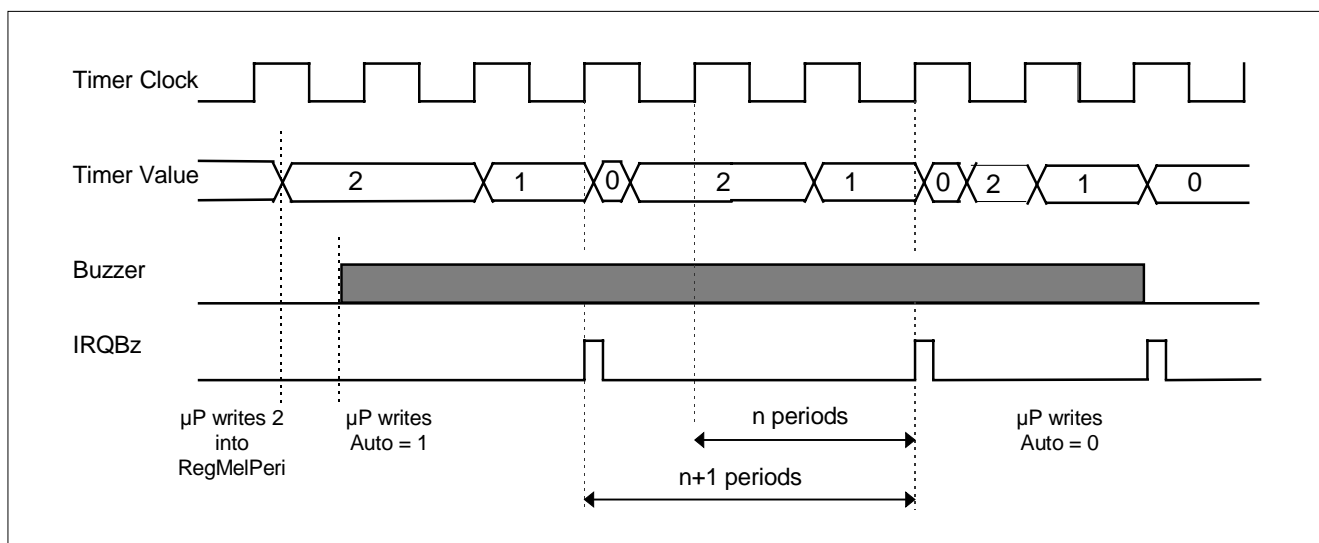 Timer Clock
Timer Value
2
1
0
2
1
0
2
1
0
Buzzer
IRQBz
µP writes 2
into
RegMelPeri
µP writes
Auto = 1
n periods
n+1 periods
µP writes
Auto = 0